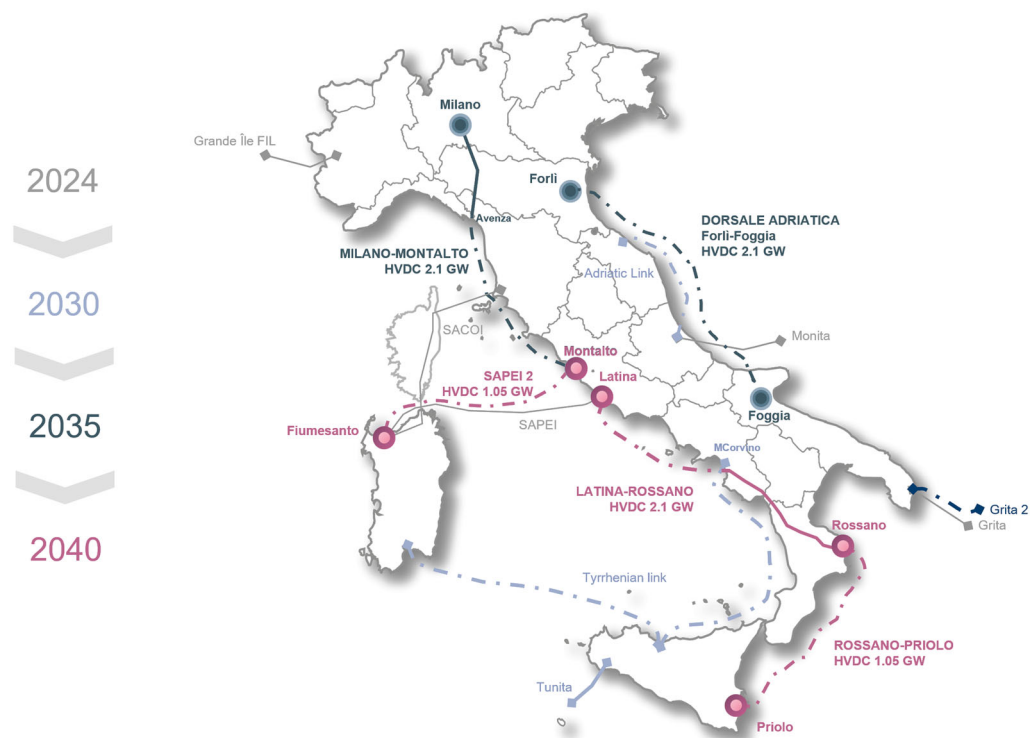 2024
2030
2035
2040
Milano
Grande Île FIL
Forlì
Avenza
DORSALE ADRIATICA
Forlì-Foggia
HVDC 2.1 GW
MILANO-MONTALTO
HVDC 2.1 GW
Adriatic Link
SACOI
Monita
Montalto
SAPEI 2
HVDC 1.05 GW
Latina
Fiumesanto
SAPEI
Foggia
MCorvino
LATINA-ROSSANO
HVDC 2.1 GW
Grita 2
Grita
Rossano
Tyrrhenian link
ROSSANO-PRIOLO
HVDC 1.05 GW
Tunita
Priolo